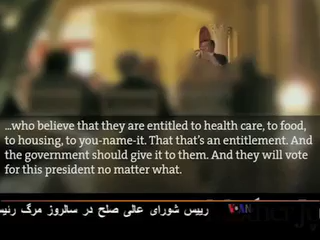 ...who believe that they are entitled to health care, to food,
to housing, to you-name-it. That that's an entitlement. And
the government should give it to them. And they will vote
for this president no matter what.
رییس شورای عالی صلح در سالروز مرگ رئیس
VOA